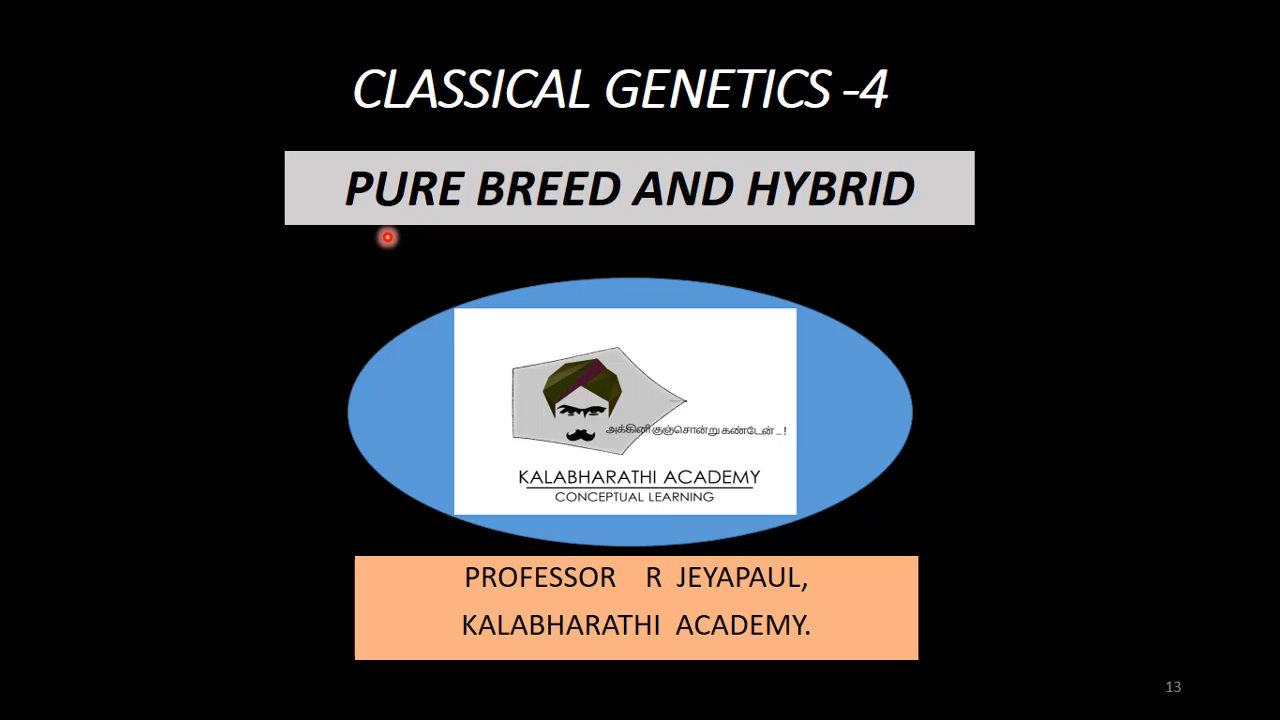 CLASSICAL GENETICS -4
PURE BREED AND HYBRID
அக்கினி குஞ்சொன்று கண்டேன் ... !
KALABHARATHI ACADEMY
CONCEPTUAL LEARNING
PROFESSOR R JEYAPAUL,
KALABHARATHI ACADEMY.
13